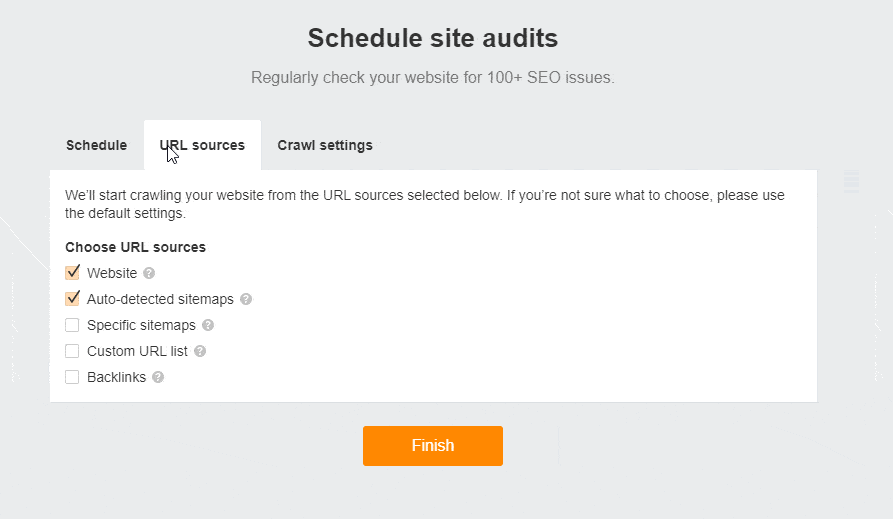 Schedule site audits
Regularly check your website for 100+ SEO issues.
Schedule URL sources Crawl settings
We'll start crawling your website from the URL sources selected below. If you're not sure what to choose, please use
the default settings.
Choose URL sources
Website ?
Auto-detected sitemaps ?
Specific sitemaps ?
Custom URL list ?
Backlinks ?
Finish